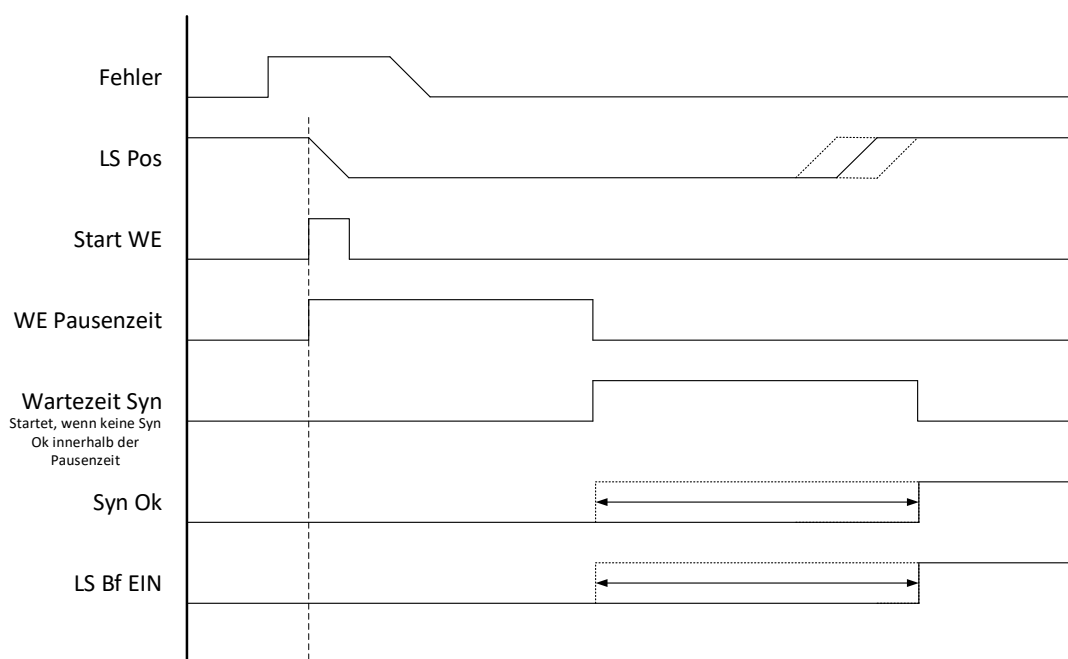 Fehler
LS Pos
Start WE
WE Pausenzeit
Wartezeit Syn
Startet, wenn keine Syn
Ok innerhalb der
Pausenzeit
Syn Ok
LS Bf EIN